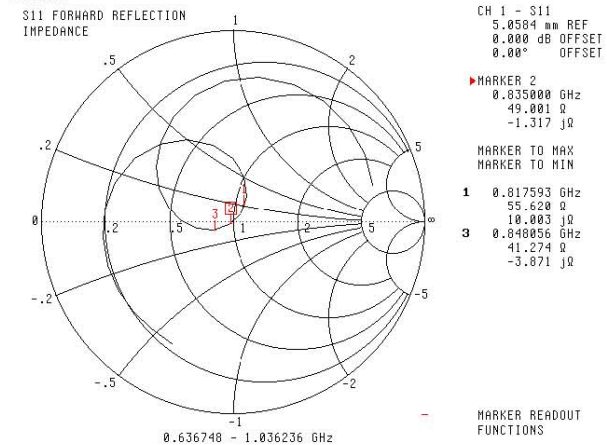 S11 FORWARD REFLECTION
IMPEDANCE
CH 1 - S11
5.0584 mm REF
0.000 dB OFFSET
0.00° OFFSET
MARKER 2
0.835000 GHz
49.001 Ω
-1.317 jΩ
MARKER TO MAX
MARKER TO MIN
1 0.817593 GHz
55.620 Ω
10.003 jΩ
3 0.848056 GHz
41.274 Ω
-3.871 jΩ
MARKER READOUT
FUNCTIONS
1
.5
2
.2
5
0
.2
.5
1
2
5
∞
3
2
1
-.2
-5
-.5
-2
-1
0.636748 - 1.036236 GHz